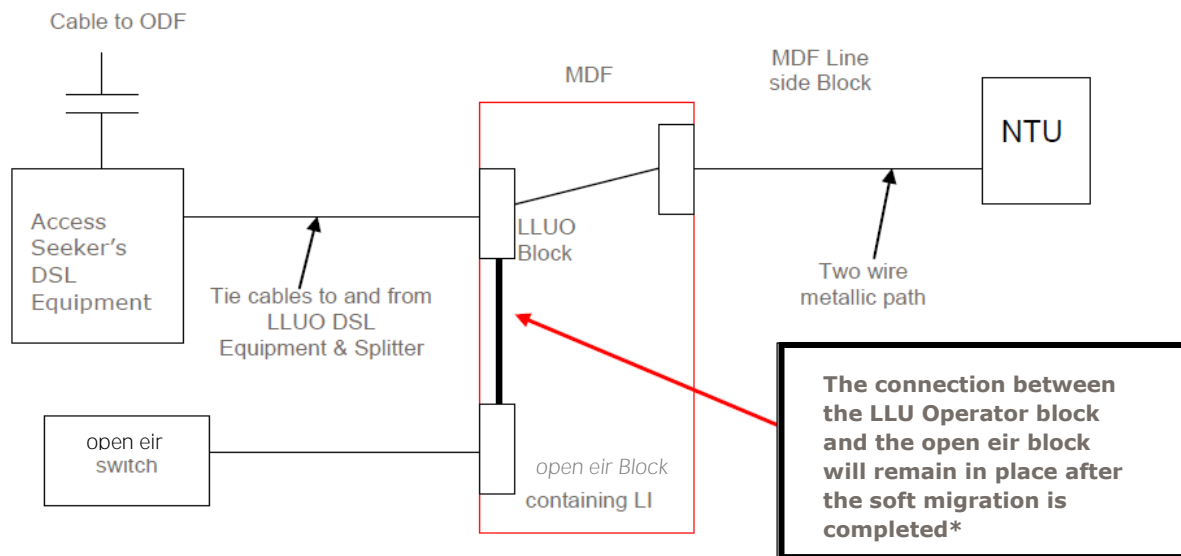 Cable to ODF
MDF
MDF Line
side Block
NTU
Access
Seeker's
DSL
Equipment
LLUO
Block
Tie cables to and from
LLUO DSL
Equipment & Splitter
Two wire
metallic path
open eir
switch
open eir Block
containing LI
The connection between
the LLU Operator block
and the open eir block
will remain in place after
the soft migration is
completed*